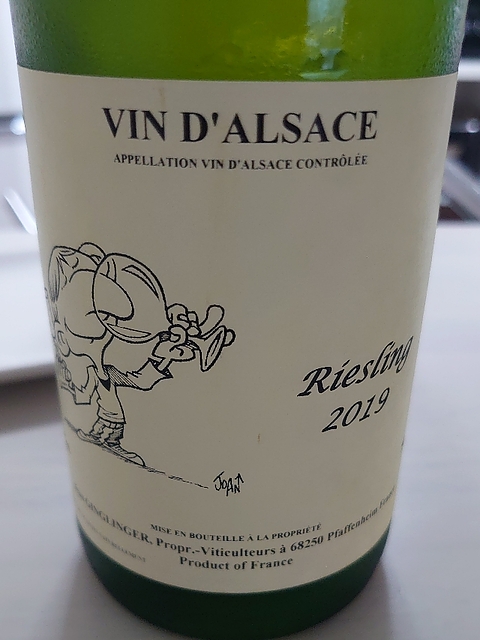 VIN D'ALSACE
APPELLATION VIN D'ALSACE CONTRÔLÉE
Riesling
2019
JOAN
MISE EN BOUTEILLE À LA PROPRIÉTÉ
GINGLINGER, Propr.-Viticulteurs à 68250 Pfaffenheim
Product of France